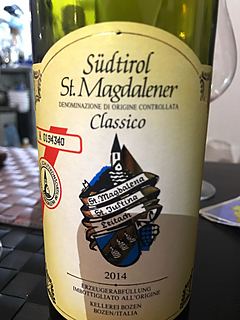 Südtirol
St. Magdalener
DENOMINAZIONE DI ORIGINE CONTROLLATA
Classico
A 0194340
St. Magdalena
St. Justina
Leitach
2014
ERZEUGERABFÜLLUNG
IMBOTTIGLIATO ALL'ORIGINE
KELLEREI BOZEN
BOZEN/ITALIA